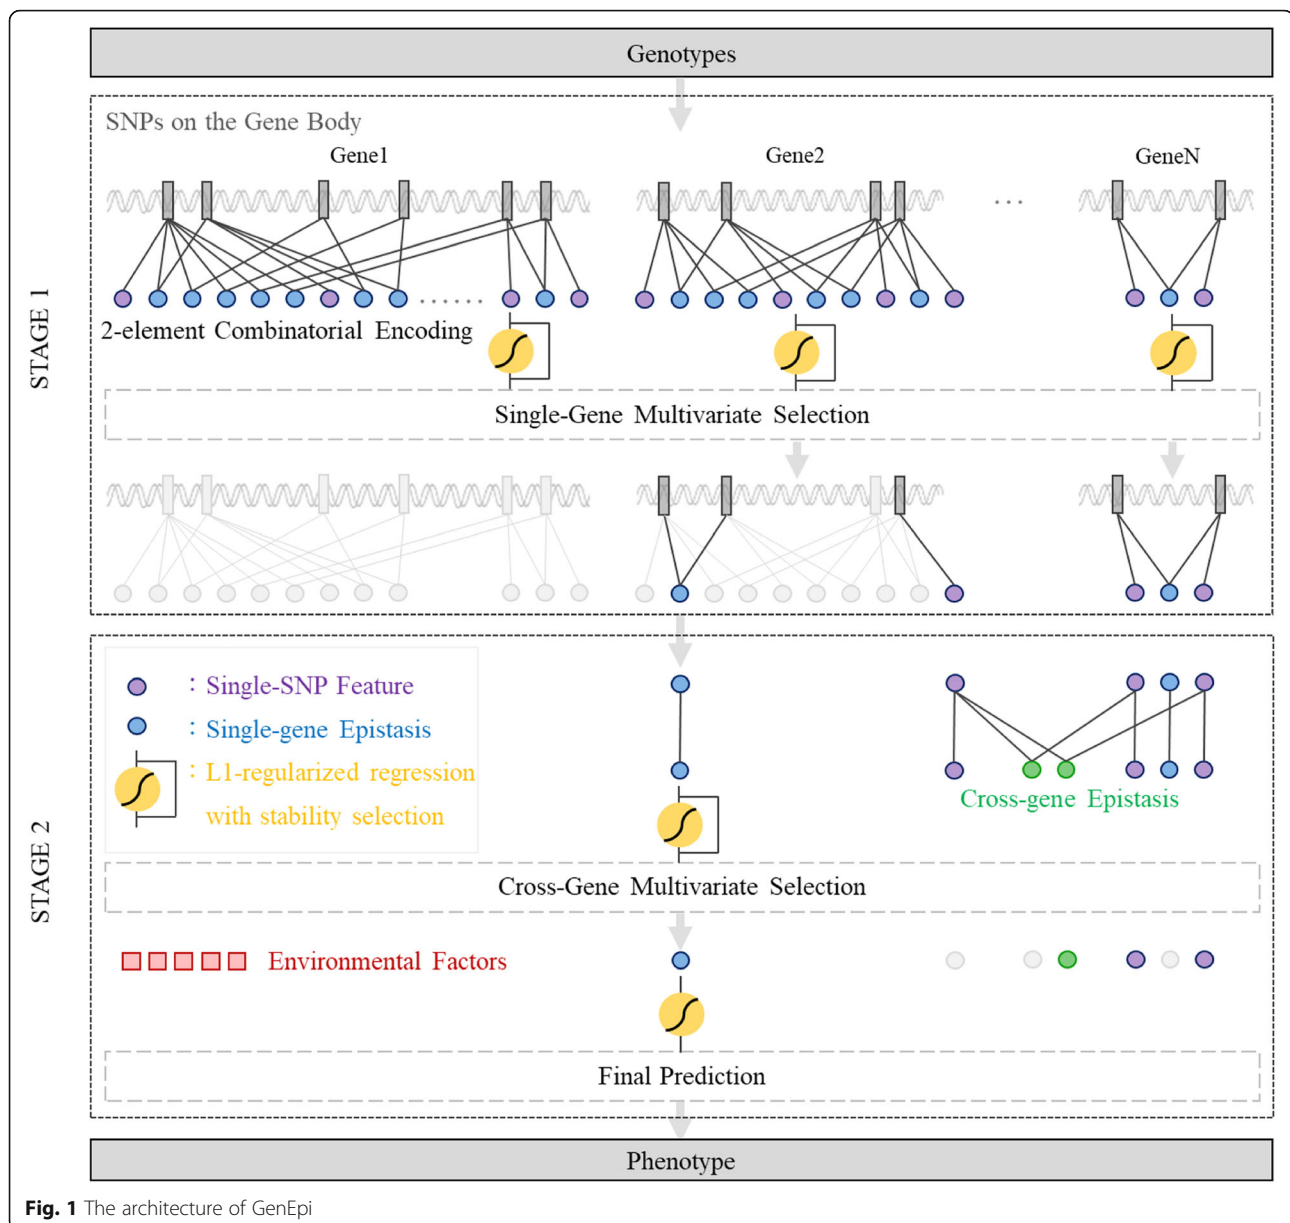 Genotypes
STAGE 1
SNPs on the Gene Body
Gene1
Gene2
GeneN
...
.......
2-element Combinatorial Encoding
Single-Gene Multivariate Selection
STAGE 2
: Single-SNP Feature
: Single-gene Epistasis
: L1-regularized regression
with stability selection
Cross-gene Epistasis
Cross-Gene Multivariate Selection
Environmental Factors
Final Prediction
Phenotype
Fig. 1 The architecture of GenEpi